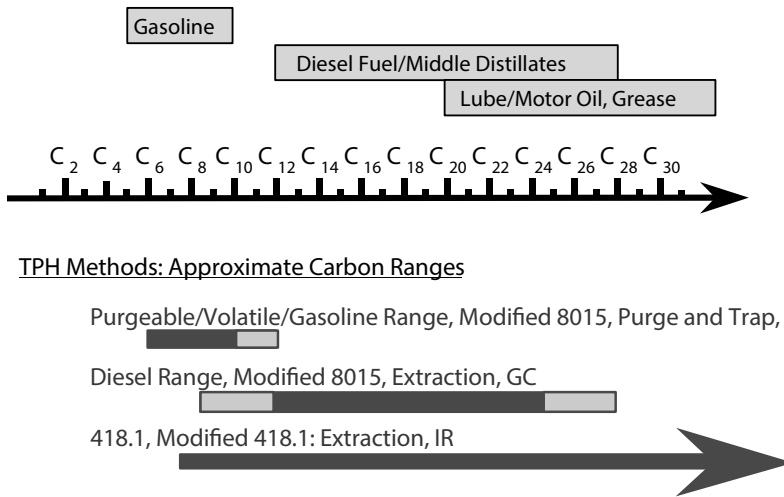 Gasoline
Diesel Fuel/Middle Distillates
Lube/Motor Oil, Grease
C2 C4 C6 C8 C10 C12 C14 C16 C18 C20 C22 C24 C26 C28 C30
TPH Methods: Approximate Carbon Ranges
Purgeable/Volatile/Gasoline Range, Modified 8015, Purge and Trap,
Diesel Range, Modified 8015, Extraction, GC
418.1, Modified 418.1: Extraction, IR